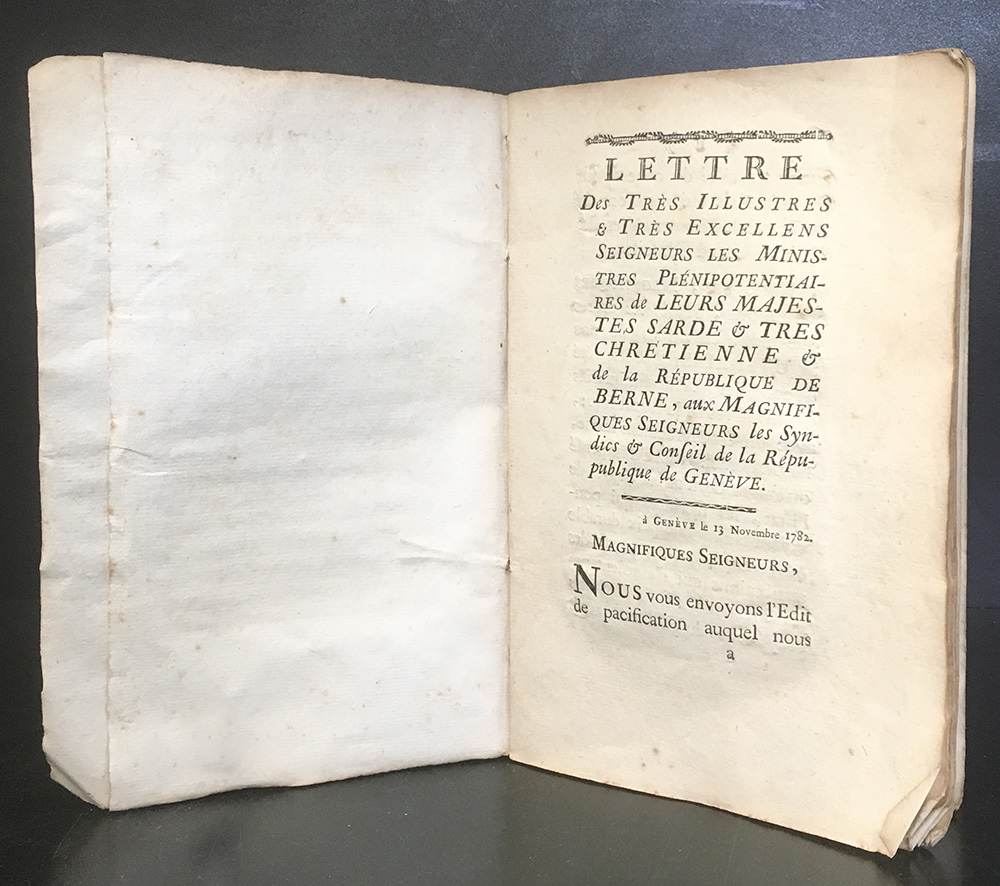 LETTRE
Des TRÈS ILLUSTRES
& TRÈS EXCELLENS
SEIGNEURS LES MINIS-
TRES PLÉNIPOTENTIAI-
RES de LEURS MAJES-
TES SARDE & TRES
CHRETIENNE &
de la RÉPUBLIQUE DE
BERNE, aux MAGNIFI-
QUES SEIGNEURS les Syn-
dics & Conſeil de la Répu-
publique de GENÈVE.
à GENÈVE le 13 Novembre 1782.
MAGNIFIQUES SEIGNEURS,
NOUS vous envoyons l'Edit
de pacification auquel nous
a